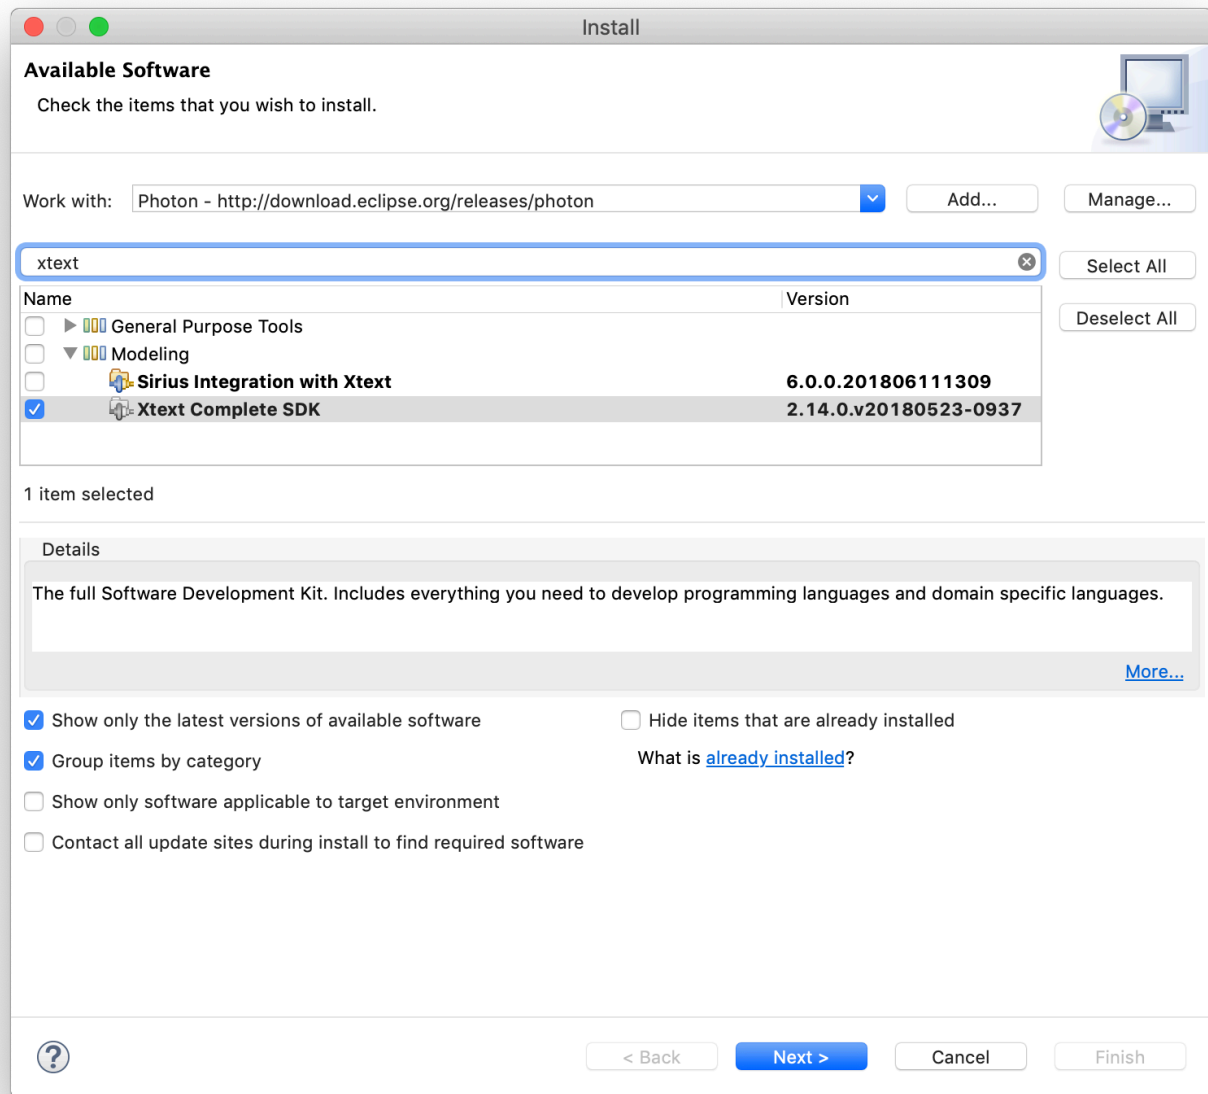 Install
Available Software
Check the items that you wish to install.
Work with: Photon - http://download.eclipse.org/releases/photon Add... Manage...
xtext Select All
Name Version
Deselect All
General Purpose Tools
Modeling
Sirius Integration with Xtext 6.0.0.201806111309
Xtext Complete SDK 2.14.0.v20180523-0937
1 item selected
Details
The full Software Development Kit. Includes everything you need to develop programming languages and domain specific languages.
More...
Show only the latest versions of available software Hide items that are already installed
Group items by category What is already installed?
Show only software applicable to target environment
Contact all update sites during install to find required software
? < Back Next > Cancel Finish